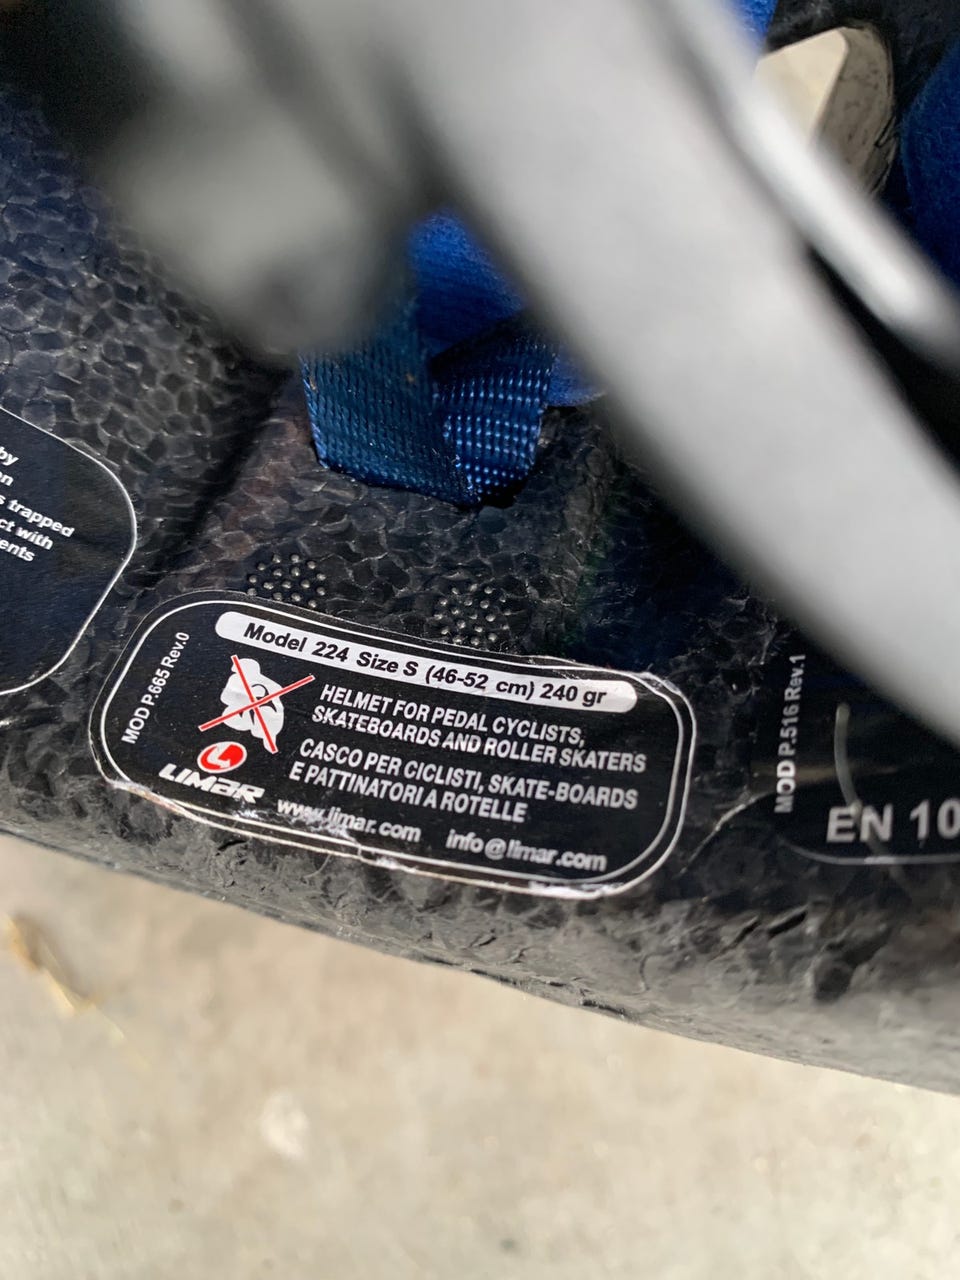 by
trapped
ct with
ents
MOD P.665 Rev.0
Model 224 Size S (46-52 cm) 240 gr
HELMET FOR PEDAL CYCLISTS,
SKATEBOARDS AND ROLLER SKATERS
CASCO PER CICLISTI, SKATE-BOARDS
E PATTINATORI A ROTELLE
LIMAR
www.limar.com info@limar.com
MOD P.516 Rev.1
EN 10